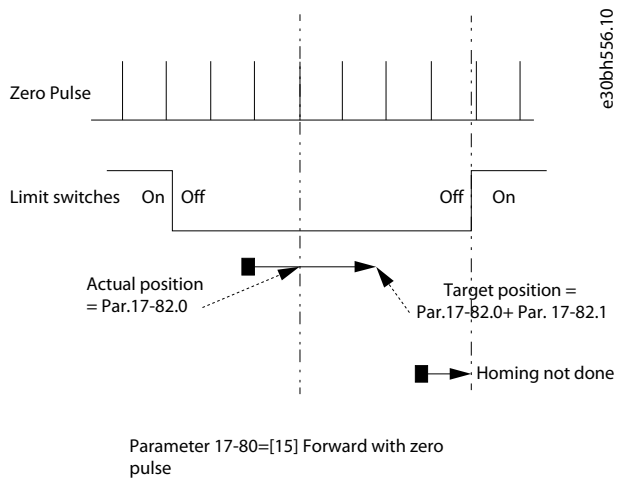 e30bh556.10
Zero Pulse
Limit switches On Off Off On
Actual position
= Par.17-82.0
Target position =
Par.17-82.0+ Par. 17-82.1
Homing not done
Parameter 17-80=[15] Forward with zero
pulse